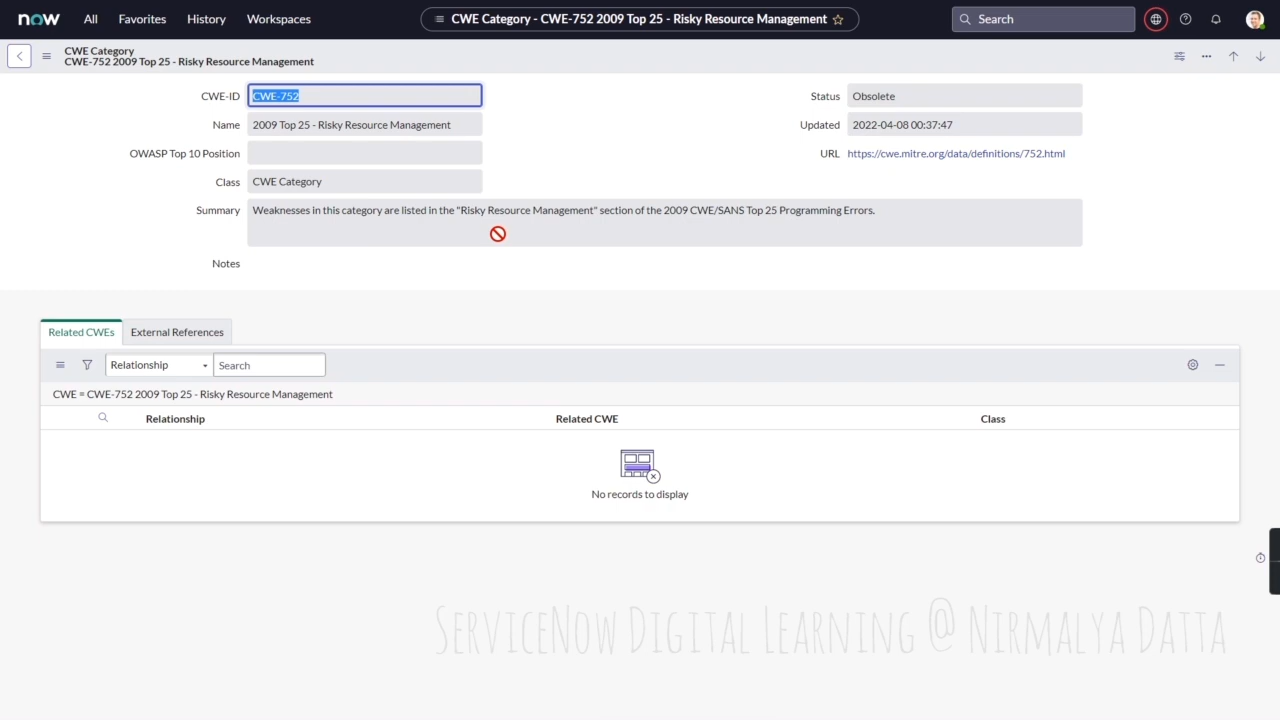 now All Favorites History Workspaces CWE Category - CWE-752 2009 Top 25 - Risky Resource Management Search
CWE Category
CWE-752 2009 Top 25 - Risky Resource Management
CWE-ID CWE-752 Status Obsolete
Name 2009 Top 25 - Risky Resource Management Updated 2022-04-08 00:37:47
OWASP Top 10 Position URL https://cwe.mitre.org/data/definitions/752.html
Class CWE Category
Summary Weaknesses in this category are listed in the "Risky Resource Management" section of the 2009 CWE/SANS Top 25 Programming Errors.
Notes
Related CWEs External References
Relationship Search
CWE = CWE-752 2009 Top 25 - Risky Resource Management
Relationship Related CWE Class
No records to display
ServiceNow Digital Learning @ Nirmalya Datta